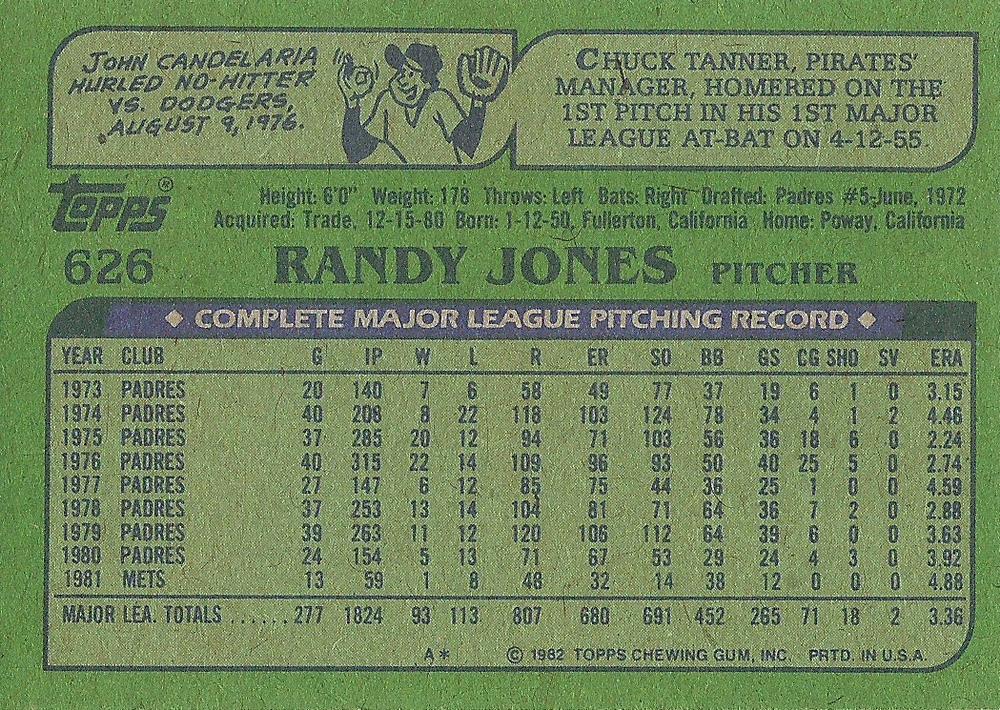 JOHN CANDELARIA
HURLED NO-HITTER
VS. DODGERS,
AUGUST 9, 1976.
CHUCK TANNER, PIRATES'
MANAGER, HOMERED ON THE
1ST PITCH IN HIS 1ST MAJOR
LEAGUE AT-BAT ON 4-12-55.
TOPPS®
Height: 6'0" Weight: 178 Throws: Left Bats: Right Drafted: Padres #5-June, 1972
Acquired: Trade, 12-15-80 Born: 1-12-50, Fullerton, California Home: Poway, California
626 RANDY JONES PITCHER
◆ COMPLETE MAJOR LEAGUE PITCHING RECORD ◆
YEAR CLUB G IP W L R ER SO BB GS CG SHO SV ERA
1973 PADRES 20 140 7 6 58 49 77 37 19 6 1 0 3.15
1974 PADRES 40 208 8 22 118 103 124 78 34 4 1 2 4.46
1975 PADRES 37 285 20 12 94 71 103 56 36 18 6 0 2.24
1976 PADRES 40 315 22 14 109 96 93 50 40 25 5 0 2.74
1977 PADRES 27 147 6 12 85 75 44 36 25 1 0 0 4.59
1978 PADRES 37 253 13 14 104 81 71 64 36 7 2 0 2.88
1979 PADRES 39 263 11 12 120 106 112 64 39 6 0 0 3.63
1980 PADRES 24 154 5 13 71 67 53 29 24 4 3 0 3.92
1981 METS 13 59 1 8 48 32 14 38 12 0 0 0 4.88
MAJOR LEA. TOTALS ......277 1824 93 113 807 680 691 452 265 71 18 2 3.36
A* © 1982 TOPPS CHEWING GUM, INC. PRTD. IN U.S.A.